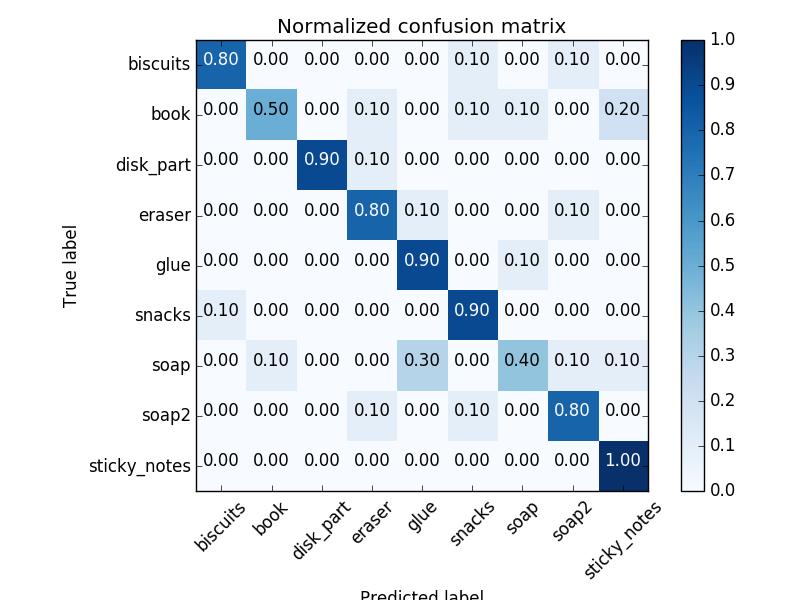 Normalized confusion matrix
biscuits 0.80 0.00 0.00 0.00 0.00 0.10 0.00 0.10 0.00
book 0.00 0.50 0.00 0.10 0.00 0.10 0.10 0.00 0.20
disk_part 0.00 0.00 0.90 0.10 0.00 0.00 0.00 0.00 0.00
eraser 0.00 0.00 0.00 0.80 0.10 0.00 0.00 0.10 0.00
glue 0.00 0.00 0.00 0.00 0.90 0.00 0.10 0.00 0.00
snacks 0.10 0.00 0.00 0.00 0.00 0.90 0.00 0.00 0.00
soap 0.00 0.10 0.00 0.00 0.30 0.00 0.40 0.10 0.10
soap2 0.00 0.00 0.00 0.10 0.00 0.10 0.00 0.80 0.00
sticky_notes 0.00 0.00 0.00 0.00 0.00 0.00 0.00 0.00 1.00
biscuits book disk_part eraser glue snacks soap soap2 sticky_notes
True label
Predicted label
1.0
0.9
0.8
0.7
0.6
0.5
0.4
0.3
0.2
0.1
0.0